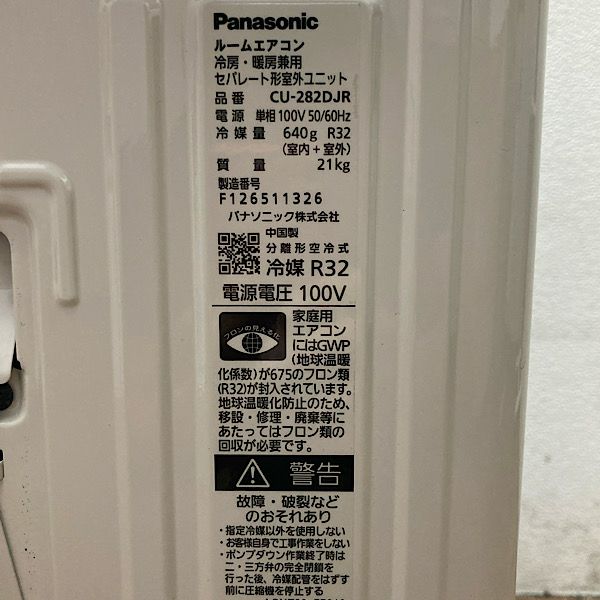 Panasonic
ルームエアコン
冷房・暖房兼用
セパレート形室外ユニット
品 番 CU-282DJR
電 源 単相100V 50/60Hz
冷 媒 量 640g R32
(室内+室外)
質 量 21kg
製造番号
F126511326
パナソニック株式会社
中国製
分離形空冷式
冷媒 R32
電源電圧 100V
フロンの見える化
家庭用
エアコン
にはGWP
(地球温暖
化係数)が675のフロン類
(R32)が封入されています。
地球温暖化防止のため、
移設・修理・廃棄等に
あたってはフロン類の
回収が必要です。
警告
故障・破裂など
のおそれあり
・指定冷媒以外を使用しない
・お客様自身で工事作業をしない
・ポンプダウン作業終了時は
二・三方弁の完全閉鎖を
行った後、冷媒配管をはずす
前に圧縮機を停止する